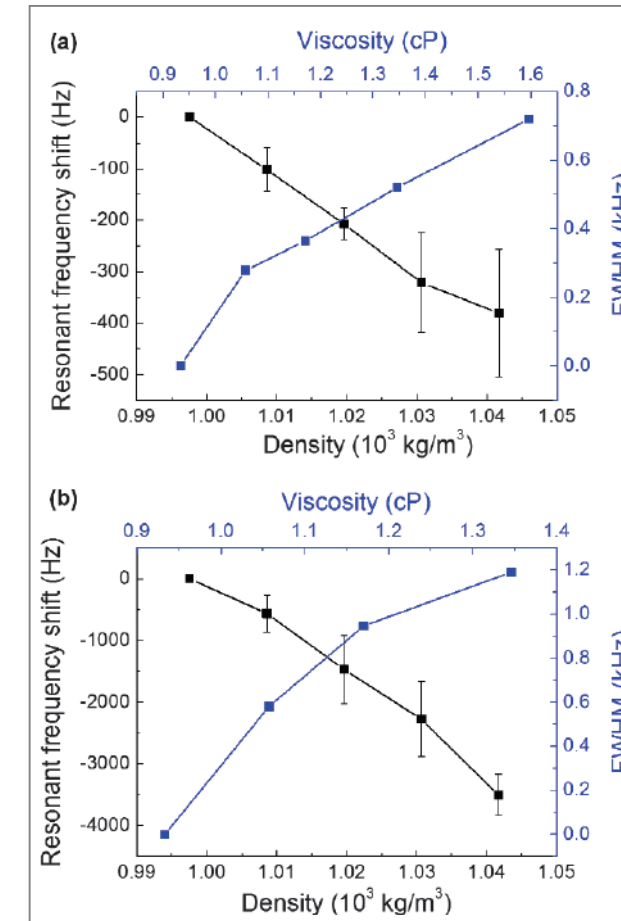 (a)
Viscosity (cP)
0.9 1.0 1.1 1.2 1.3 1.4 1.5 1.6
Resonant frequency shift (Hz)
0
-100
-200
-300
-400
-500
0.8
0.6
0.4
0.2
0.0
FWHM (kHz)
0.99 1.00 1.01 1.02 1.03 1.04 1.05
Density (10³ kg/m³)
(b)
Viscosity (cP)
0.9 1.0 1.1 1.2 1.3 1.4
Resonant frequency shift (Hz)
0
-1000
-2000
-3000
-4000
1.2
1.0
0.8
0.6
0.4
0.2
0.0
FWHM (kHz)
0.99 1.00 1.01 1.02 1.03 1.04 1.05
Density (10³ kg/m³)